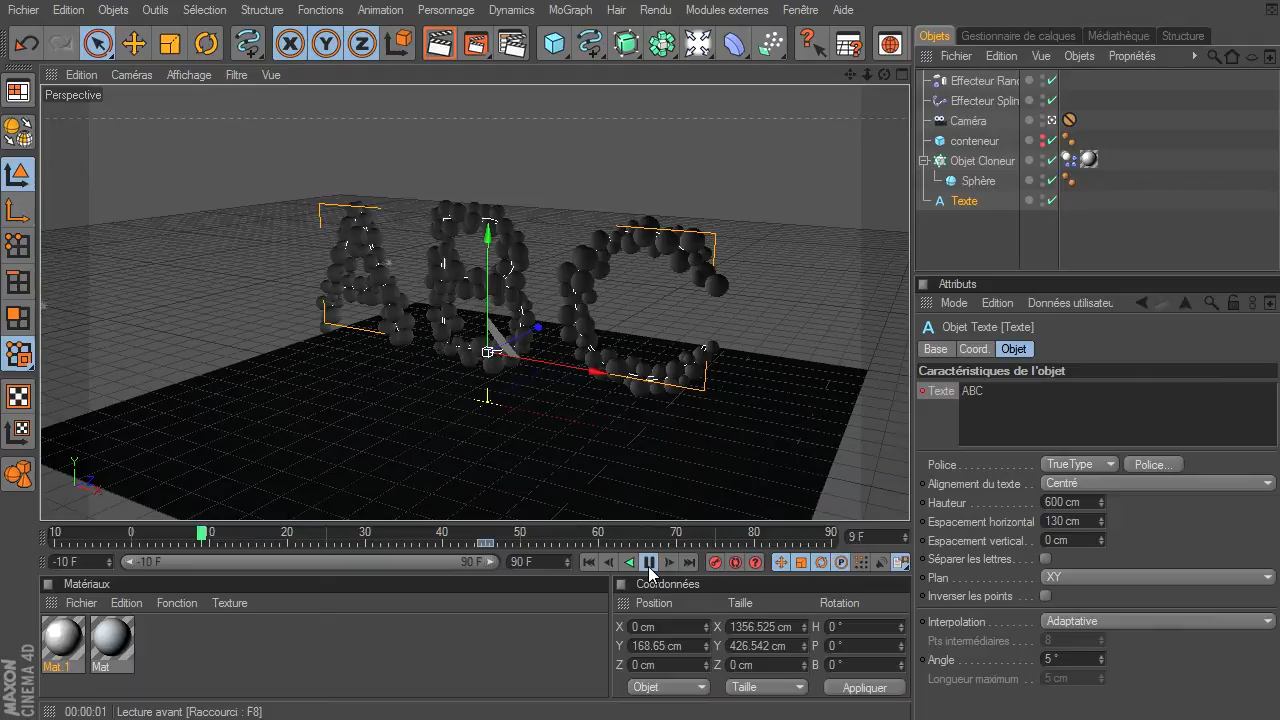 Fichier Edition Objets Outils Sélection Structure Fonctions Animation Personnage Dynamics MoGraph Hair Rendu Modules externes Fenêtre Aide
X Y Z
Objets Gestionnaire de calques Médiathèque Structure
Fichier Edition Vue Objets Propriétés
Edition Caméras Affichage Filtre Vue
Perspective
Effecteur Rand
Effecteur Splin
Caméra
conteneur
Objet Cloneur
Sphère
A Texte
Attributs
Mode Edition Données utilisateu
A Objet Texte [Texte]
Base Coord. Objet
Caractéristiques de l'objet
Texte ABC
Police TrueType Police...
Alignement du texte Centré
Hauteur 600 cm
Espacement horizontal 130 cm
Espacement vertical 0 cm
Séparer les lettres
Plan XY
Inverser les points
Interpolation Adaptative
Pts intermédiaires 8
Angle 5 °
Longueur maximum 5 cm
Y Z X
10 0 10 20 30 40 50 60 70 80 90 9 F
-10 F -10 F 90 F 90 F
Matériaux
Fichier Edition Fonction Texture
Mat.1 Mat
Coordonnées
Position Taille Rotation
X 0 cm X 1356.525 cm H 0 °
Y 168.65 cm Y 426.542 cm P 0 °
Z 0 cm Z 0 cm B 0 °
Objet Taille Appliquer
MAXON
CINEMA 4D
00:00:01 Lecture avant [Raccourci : F8]